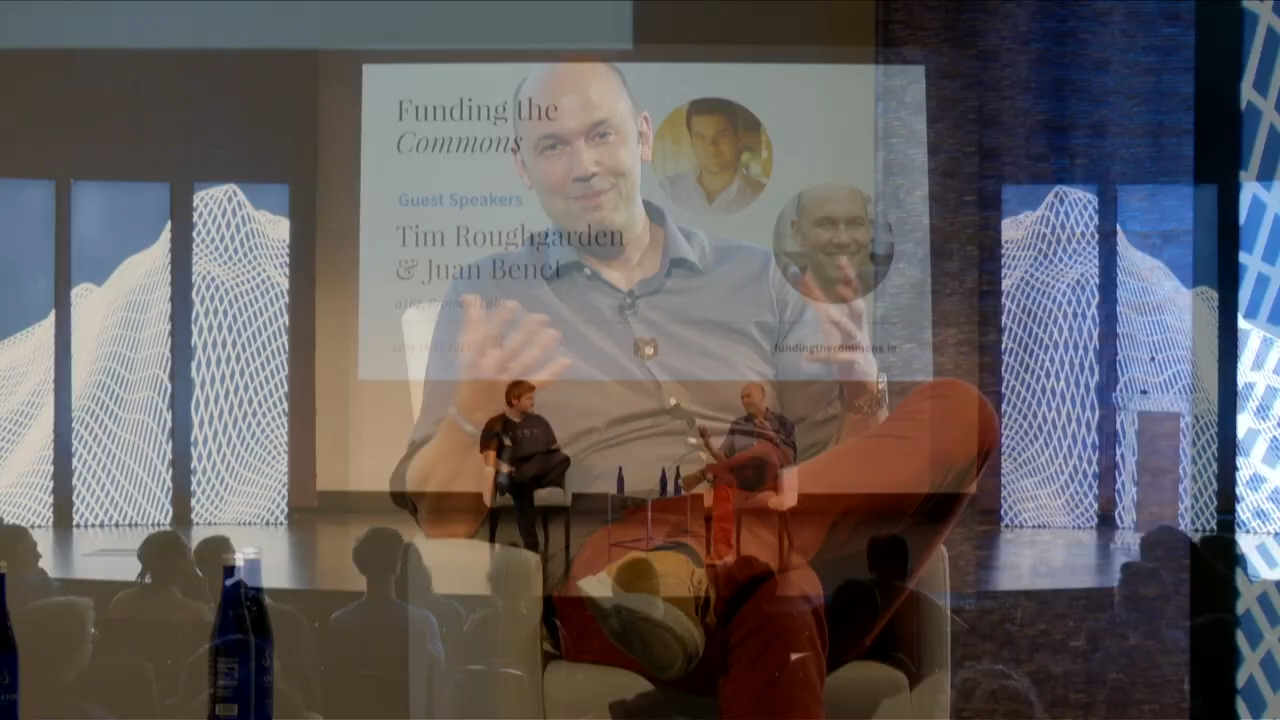 Funding the
Commons
Guest Speakers
Tim Roughgarden
& Juan Benet
fundingthecommons.io